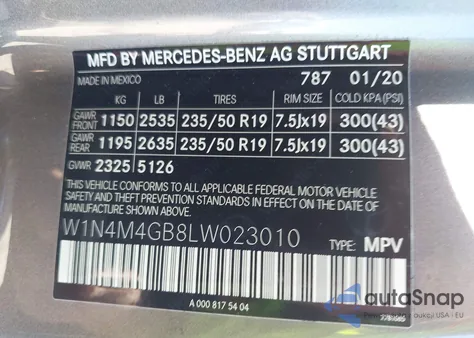 MFD BY MERCEDES-BENZ AG STUTTGART
MADE IN MEXICO 787 01/20
KG LB TIRES RIM SIZE COLD KPA (PSI)
GAWR FRONT 1150 2535 235/50 R19 7.5Jx19 300(43)
GAWR REAR 1195 2635 235/50 R19 7.5Jx19 300(43)
GVWR 2325 5126
THIS VEHICLE CONFORMS TO ALL APPLICABLE FEDERAL MOTOR VEHICLE
SAFETY AND THEFT PREVENTION STANDARDS IN EFFECT ON THE DATE OF
MANUFACTURE SHOWN ABOVE.
W1N4M4GB8LW023010 TYPE: MPV
A 000 817 54 04
autoSnap
z aukcji USA i EU